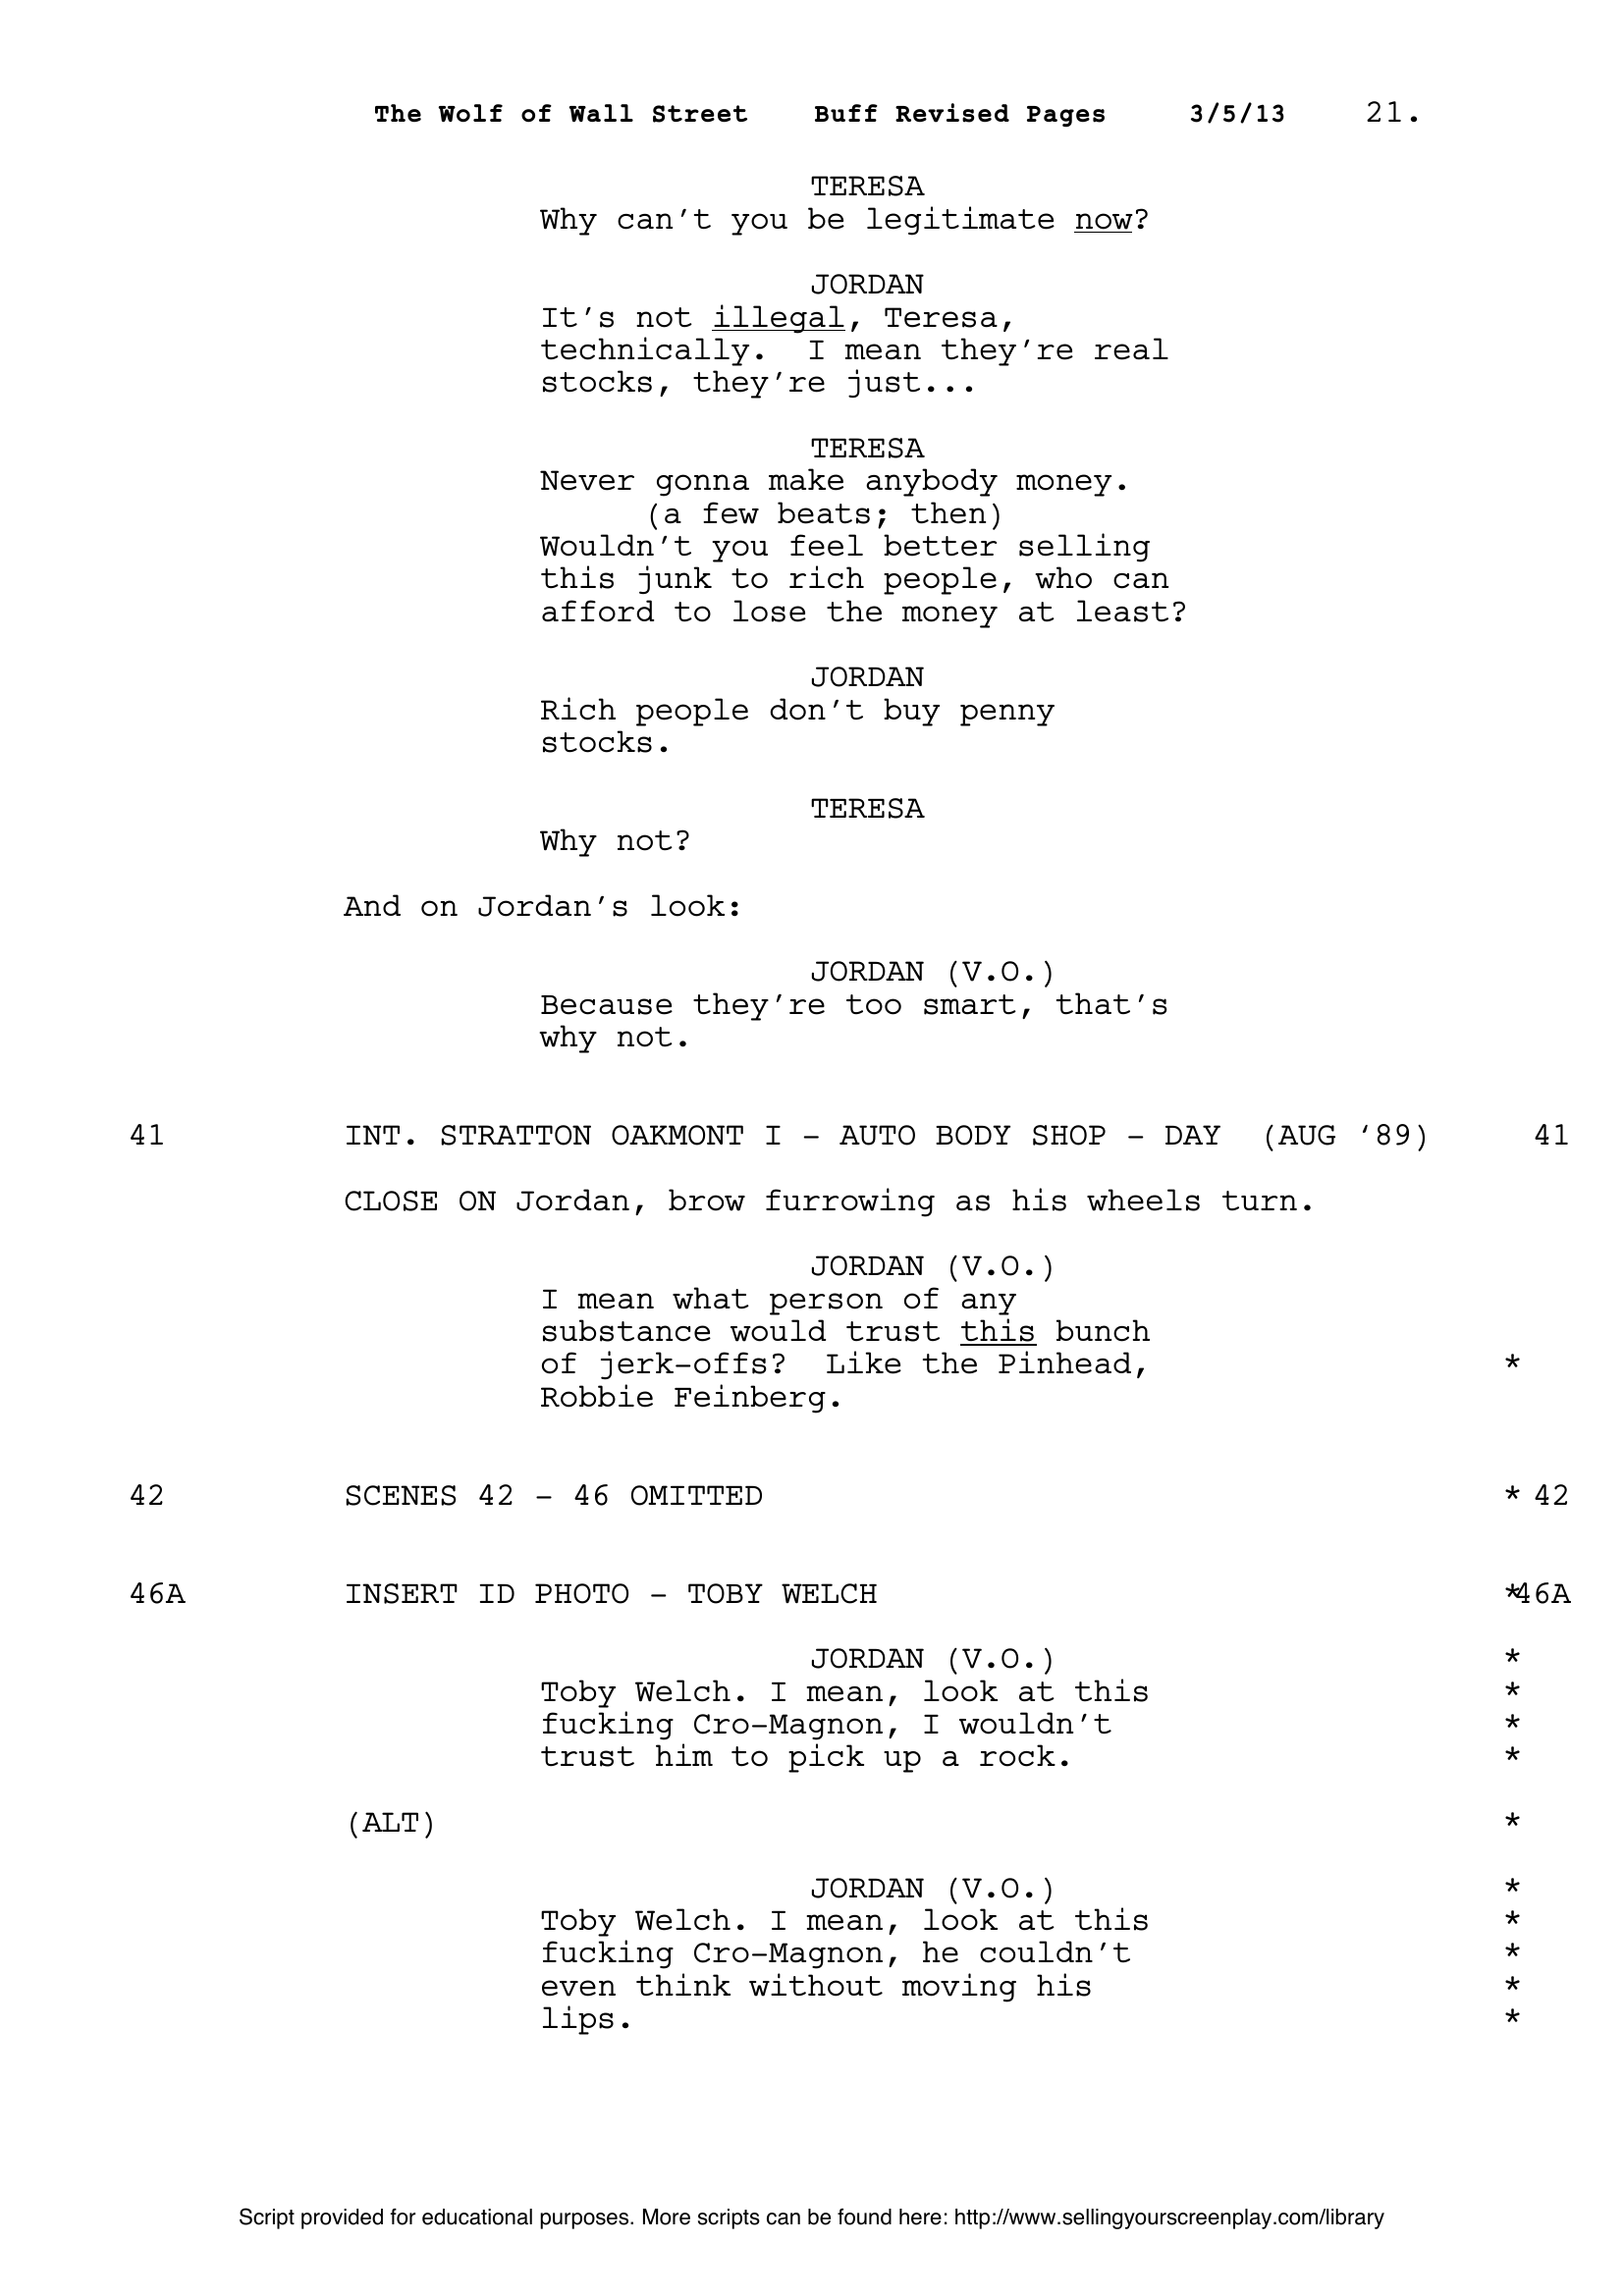 The Wolf of Wall Street    Buff Revised Pages    3/5/13    21.
TERESA
Why can't you be legitimate now?
JORDAN
It's not illegal, Teresa,
technically.  I mean they're real
stocks, they're just...
TERESA
Never gonna make anybody money.
(a few beats; then)
Wouldn't you feel better selling
this junk to rich people, who can
afford to lose the money at least?
JORDAN
Rich people don't buy penny
stocks.
TERESA
Why not?
And on Jordan's look:
JORDAN (V.O.)
Because they're too smart, that's
why not.
41    INT. STRATTON OAKMONT I - AUTO BODY SHOP - DAY  (AUG '89)    41
CLOSE ON Jordan, brow furrowing as his wheels turn.
JORDAN (V.O.)
I mean what person of any
substance would trust this bunch
of jerk-offs?  Like the Pinhead,    *
Robbie Feinberg.
42    SCENES 42 - 46 OMITTED    * 42
46A    INSERT ID PHOTO - TOBY WELCH    *46A
JORDAN (V.O.)    *
Toby Welch. I mean, look at this    *
fucking Cro-Magnon, I wouldn't    *
trust him to pick up a rock.    *
(ALT)    *
JORDAN (V.O.)    *
Toby Welch. I mean, look at this    *
fucking Cro-Magnon, he couldn't    *
even think without moving his    *
lips.    *
Script provided for educational purposes. More scripts can be found here: http://www.sellingyourscreenplay.com/library